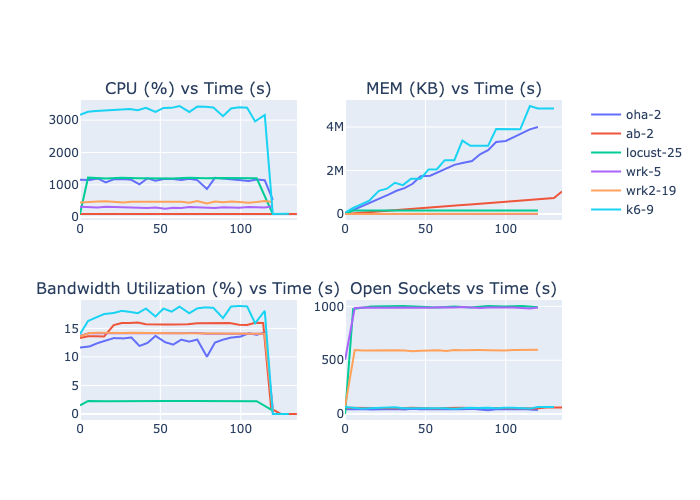 CPU (%) vs Time (s)
MEM (KB) vs Time (s)
3000
2000
1000
0
0
50
100
4M
2M
0
0
50
100
oha-2
ab-2
locust-25
wrk-5
wrk2-19
k6-9
Bandwidth Utilization (%) vs Time (s)
Open Sockets vs Time (s)
15
10
5
0
0
50
100
1000
500
0
0
50
100